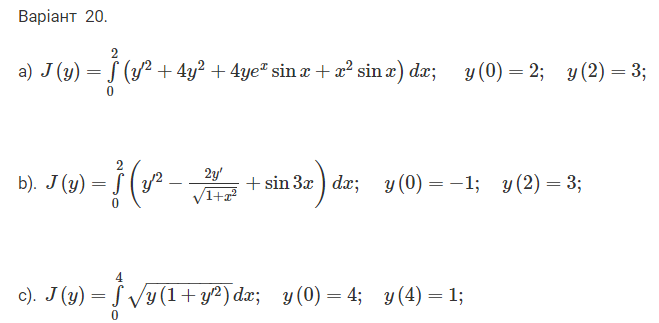 Варіант 20.
a) J (y) = ∫₀² (y′² + 4y² + 4yeˣ sin x + x² sin x) dx; y (0) = 2; y (2) = 3;
b). J (y) = ∫₀² (y′² − 2y′/√(1+x²) + sin 3x) dx; y (0) = −1; y (2) = 3;
c). J (y) = ∫₀⁴ √(y (1 + y′²)) dx; y (0) = 4; y (4) = 1;